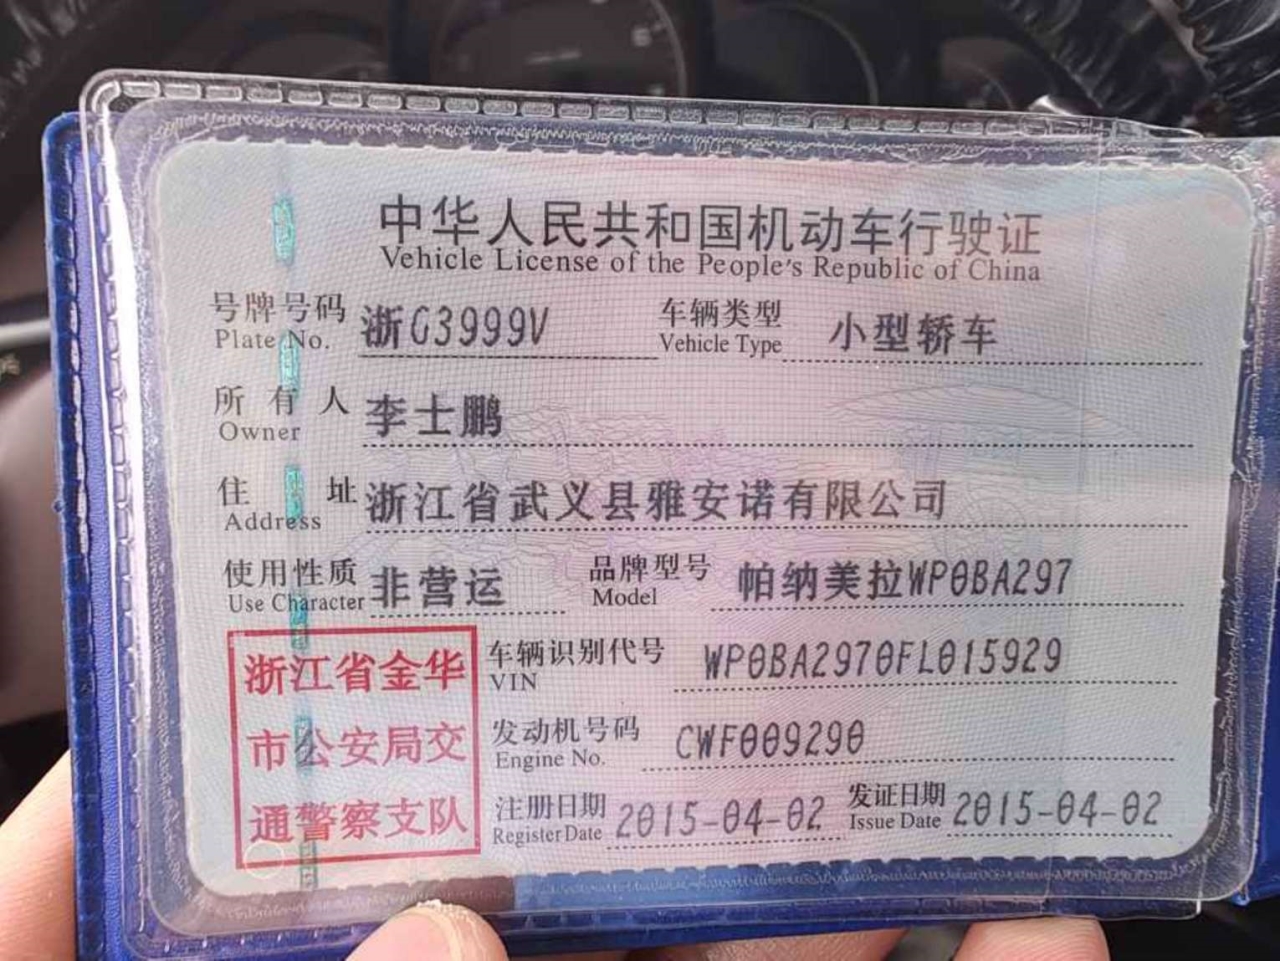 中华人民共和国机动车行驶证
Vehicle License of the People's Republic of China
号牌号码 浙G3999V 车辆类型 小型轿车
Plate No. Vehicle Type
所有人 李士鹏
Owner
住址 浙江省武义县雅安诺有限公司
Address
使用性质 非营运 品牌型号 帕纳美拉WP0BA297
Use Character Model
浙江省金华
市公安局交
通警察支队
车辆识别代号 WP0BA2970FL015929
VIN
发动机号码 CWF009290
Engine No.
注册日期 2015-04-02 发证日期 2015-04-02
Register Date Issue Date